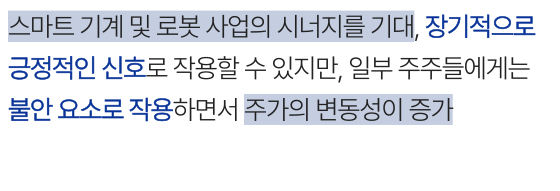 스마트 기계 및 로봇 사업의 시너지를 기대, 장기적으로
긍정적인 신호로 작용할 수 있지만, 일부 주주들에게는
불안 요소로 작용하면서 주가의 변동성이 증가